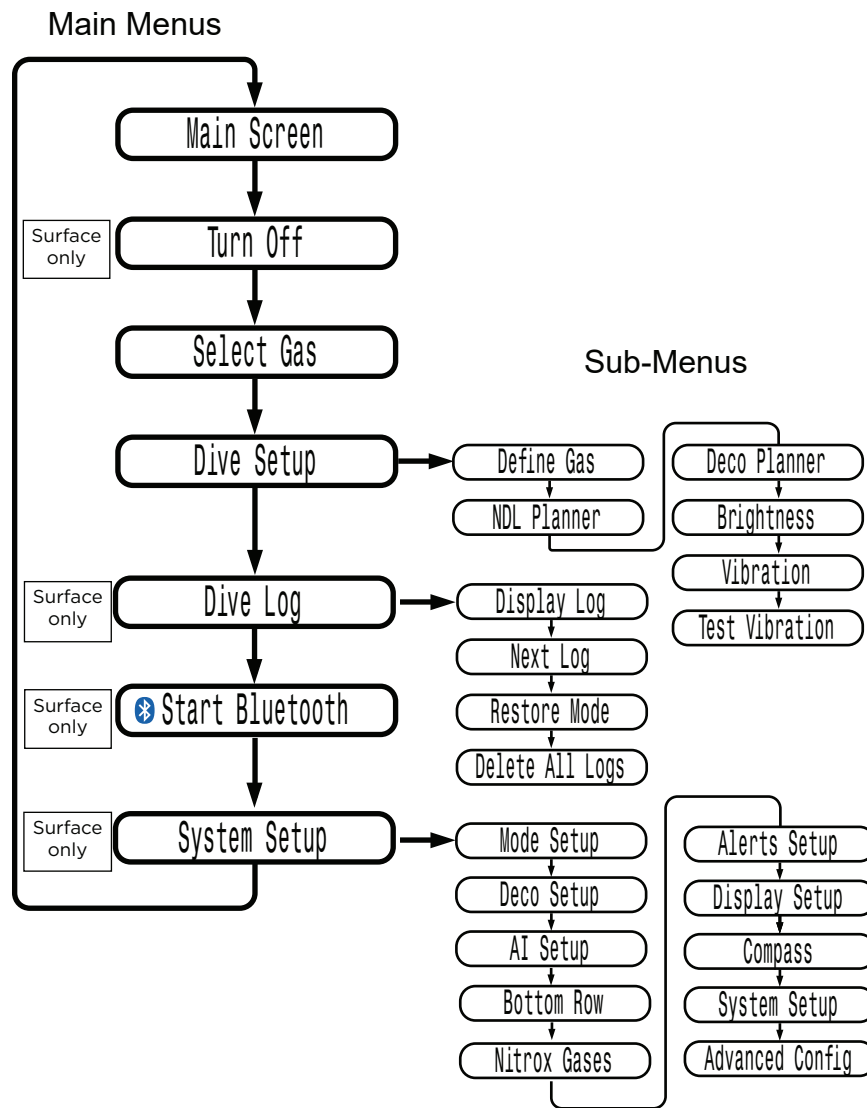 Main Menus
Main Screen
Surface
only
Turn Off
Select Gas
Sub-Menus
Dive Setup
Define Gas
NDL Planner
Deco Planner
Brightness
Vibration
Test Vibration
Surface
only
Dive Log
Display Log
Next Log
Restore Mode
Delete All Logs
Surface
only
Start Bluetooth
Surface
only
System Setup
Mode Setup
Deco Setup
AI Setup
Bottom Row
Nitrox Gases
Alerts Setup
Display Setup
Compass
System Setup
Advanced Config